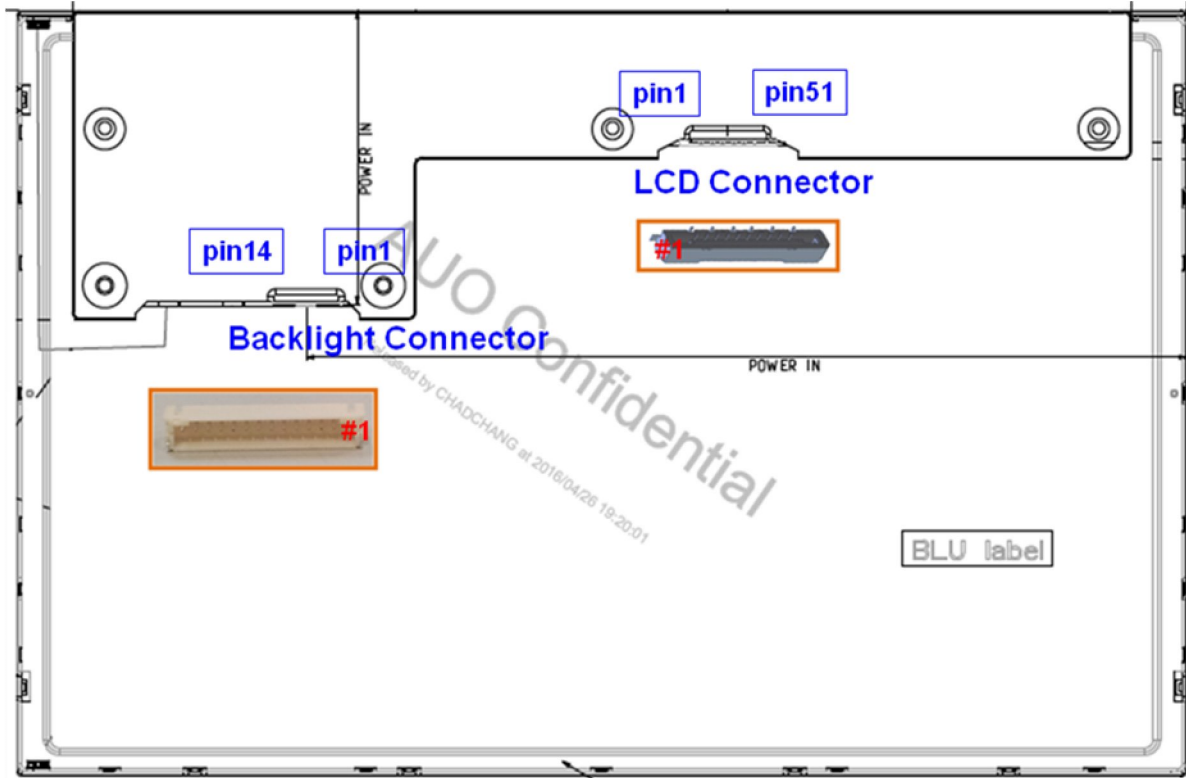 pin1
pin51
POWER IN
LCD Connector
#1
pin14
pin1
Backlight Connector
POWER IN
#1
AUO Confidential
released by CHADCHANG at 2016/04/26 19:20:01
BLU label